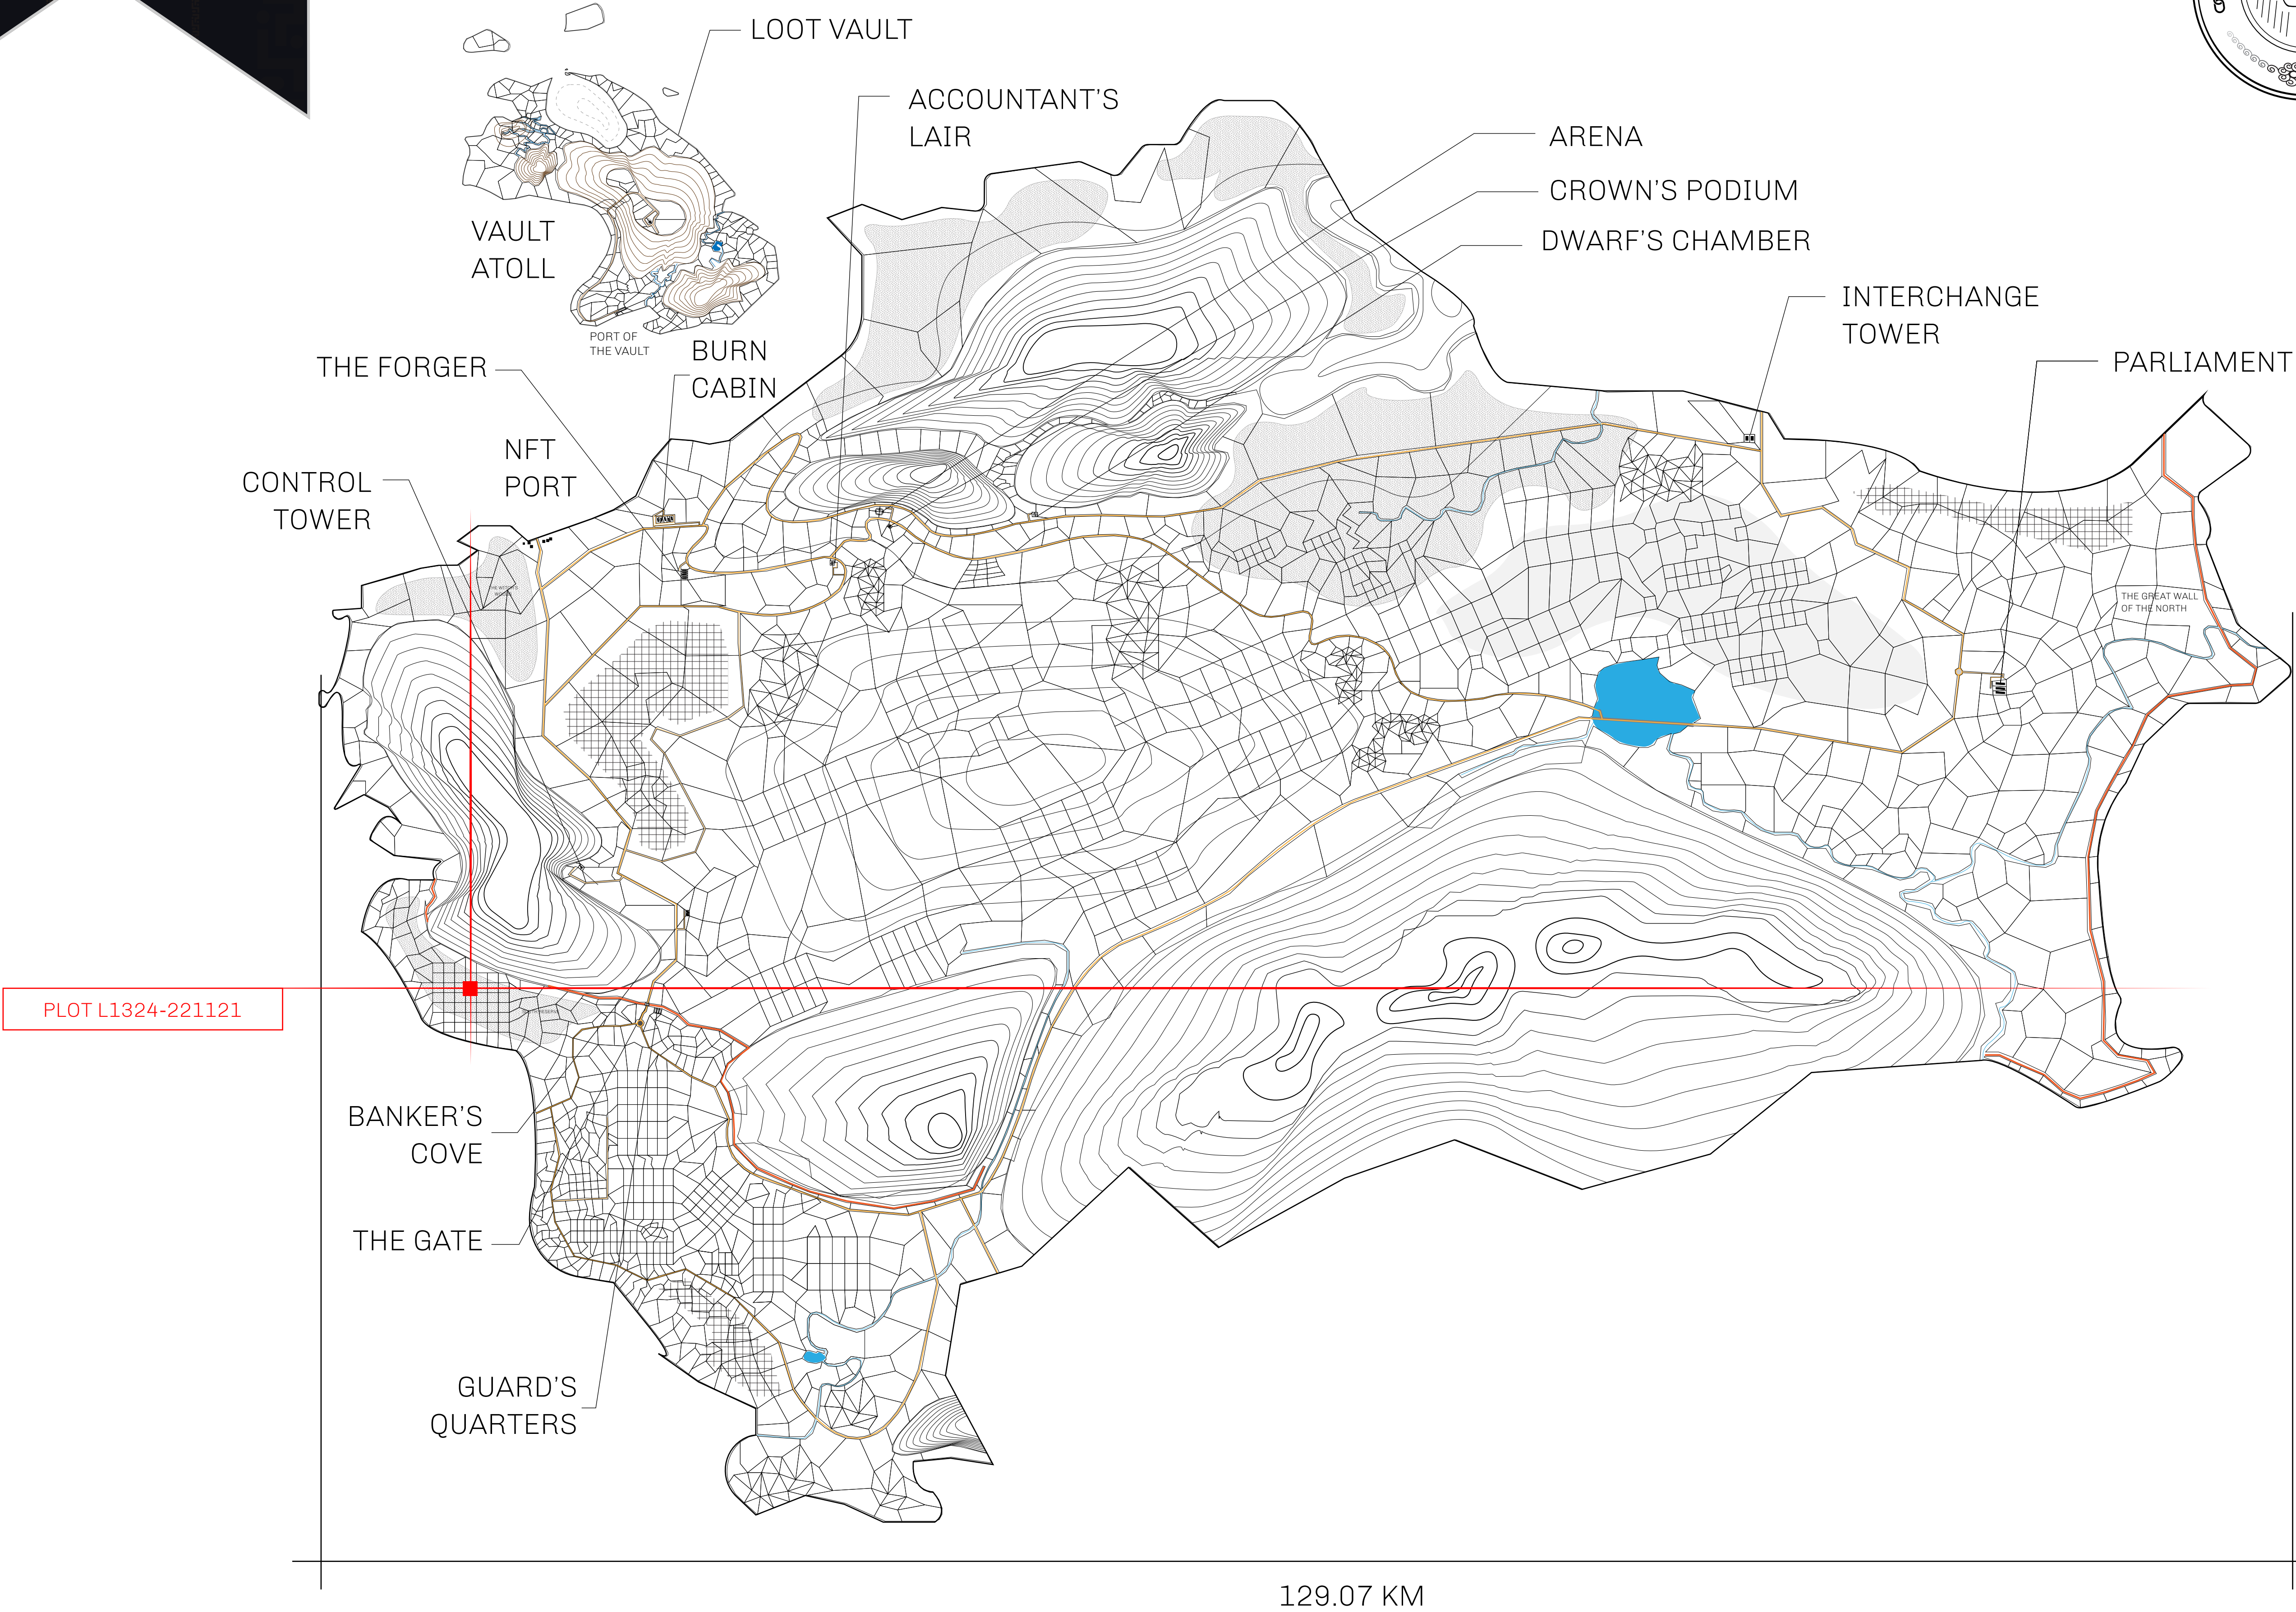 LOOT VAULT
ACCOUNTANT'S
LAIR
ARENA
CROWN'S PODIUM
DWARF'S CHAMBER
VAULT
ATOLL
INTERCHANGE
TOWER
PORT OF
THE VAULT
BURN
CABIN
THE FORGER
PARLIAMENT
NFT
PORT
CONTROL
TOWER
THE GREAT WALL
OF THE NORTH
PLOT L1324-221121
BANKER'S
COVE
THE GATE
GUARD'S
QUARTERS
129.07 KM